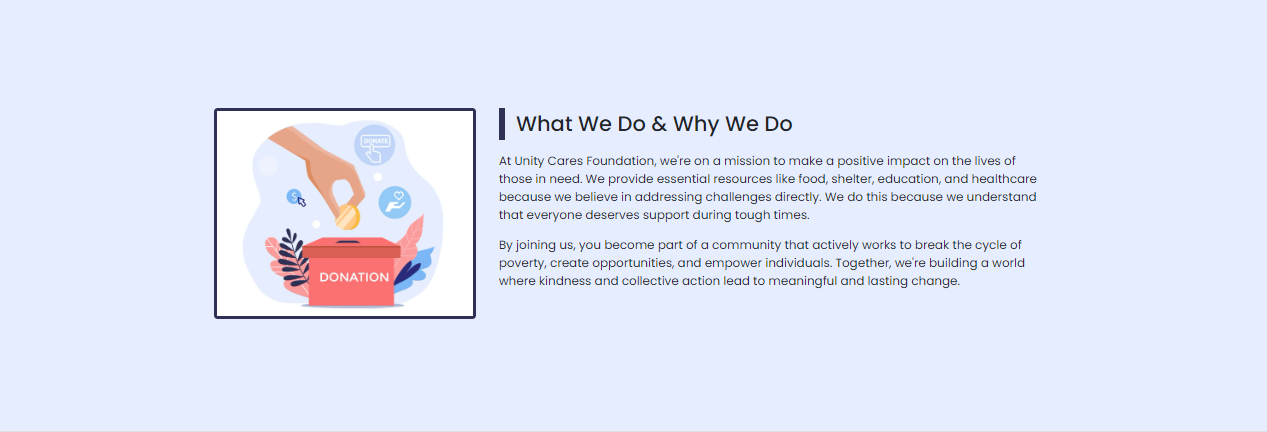 What We Do & Why We Do
DONATE
At Unity Cares Foundation, we're on a mission to make a positive impact on the lives of
those in need. We provide essential resources like food, shelter, education, and healthcare
because we believe in addressing challenges directly. We do this because we understand
that everyone deserves support during tough times.
By joining us, you become part of a community that actively works to break the cycle of
poverty, create opportunities, and empower individuals. Together, we're building a world
where kindness and collective action lead to meaningful and lasting change.
$
DONATION